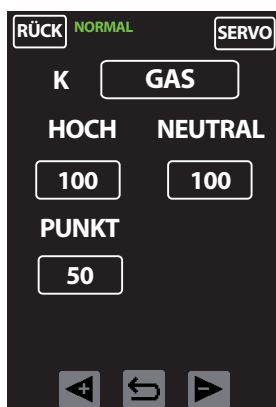 RÜCK NORMAL SERVO
K GAS
HOCH NEUTRAL
100 100
PUNKT
50